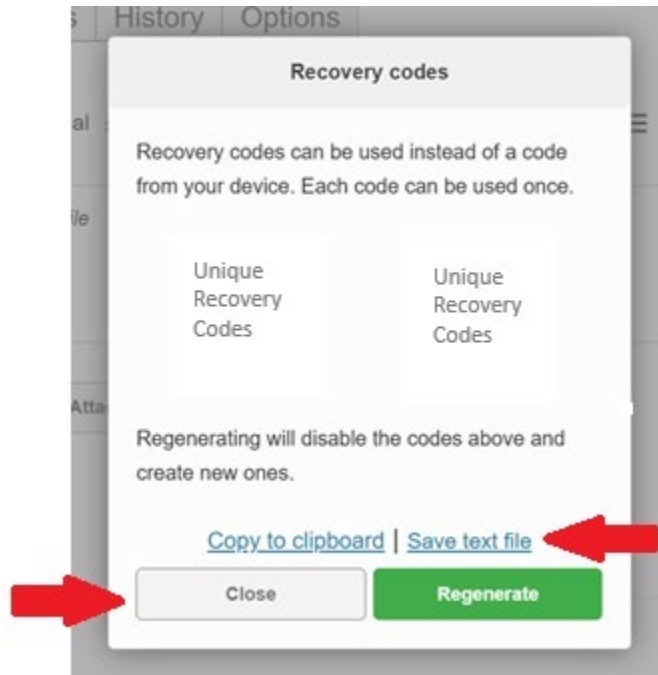 History Options
Recovery codes
al
Recovery codes can be used instead of a code
from your device. Each code can be used once.
ile
Unique
Recovery
Codes
Unique
Recovery
Codes
Atta
Regenerating will disable the codes above and
create new ones.
Copy to clipboard | Save text file
Close
Regenerate